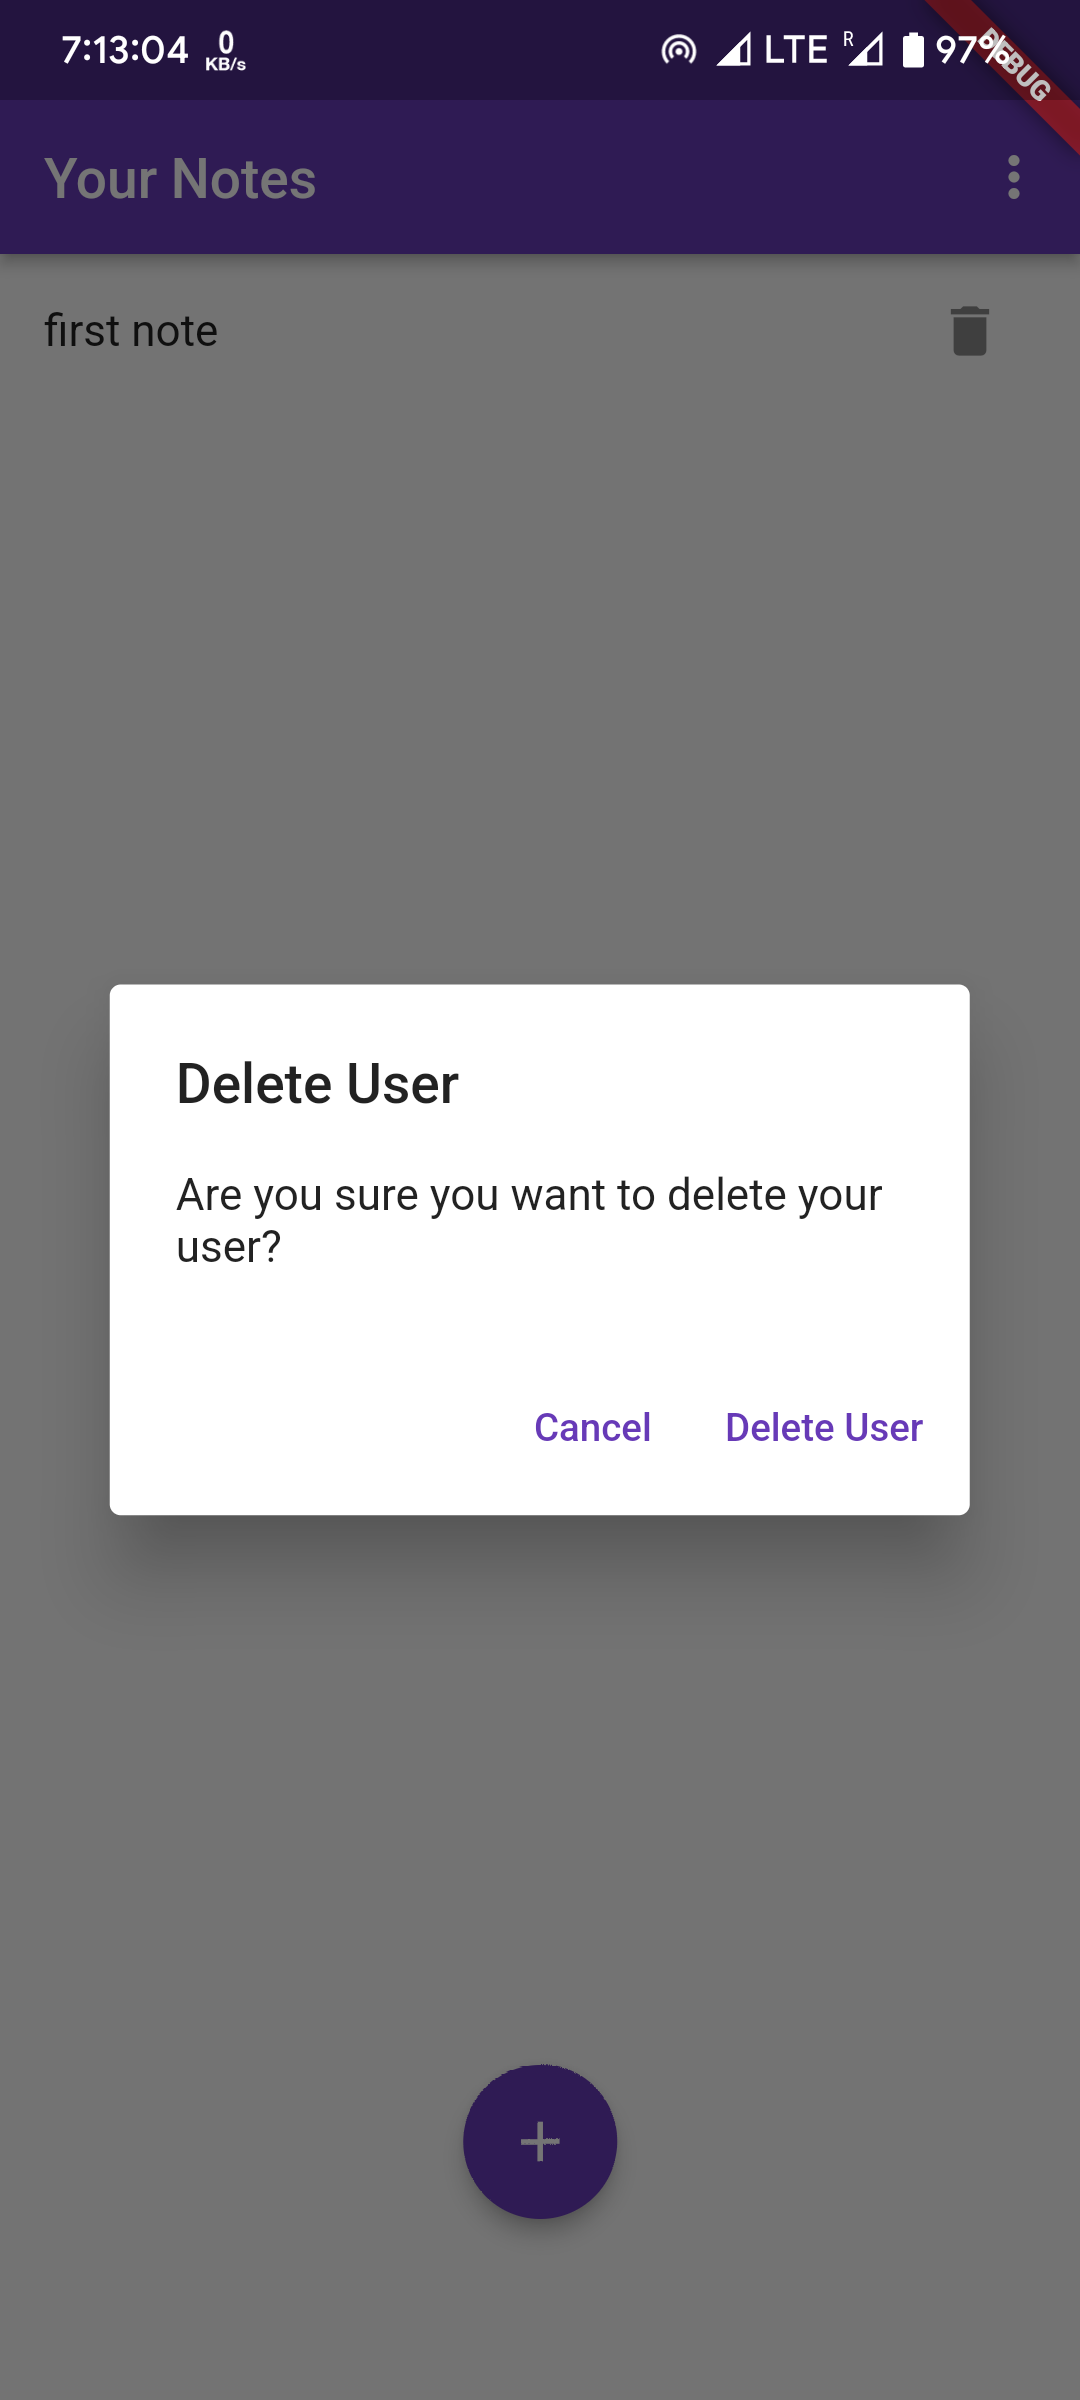 7:13:04 0 KB/s LTE R 97% DEBUG
Your Notes
first note
Delete User
Are you sure you want to delete your
user?
Cancel Delete User